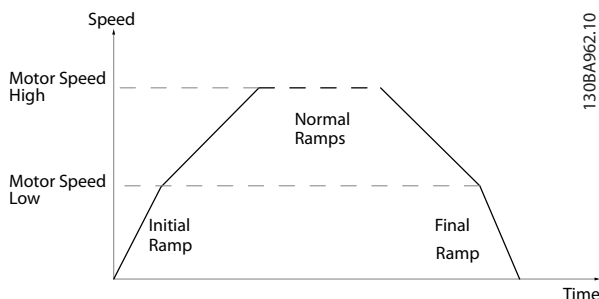 Speed
130BA962.10
Motor Speed
High
Normal
Ramps
Motor Speed
Low
Initial
Ramp
Final
Ramp
Time